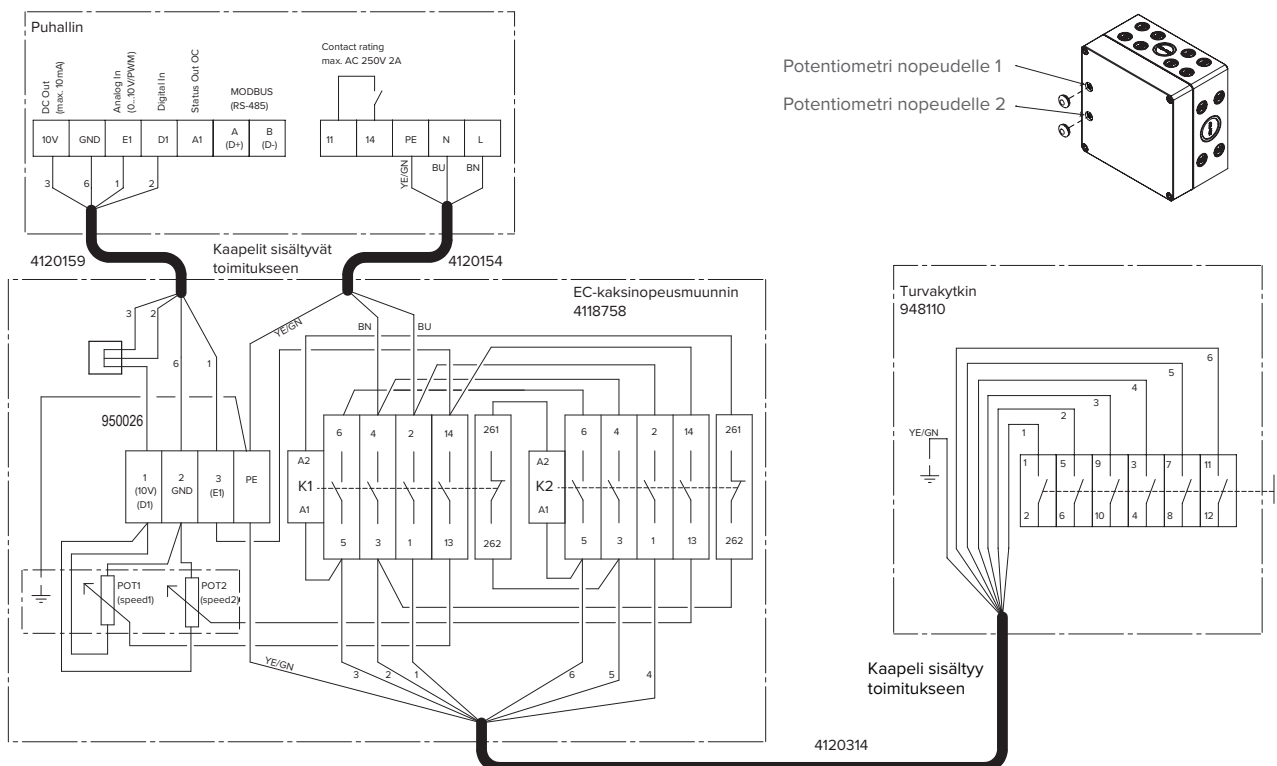 Puhallin
DC Out
(max. 10mA)
Analog In
(0...10V/PWM)
Digital In
Status Out OC
MODBUS
(RS-485)
Contact rating
max. AC 250V 2A
10V
GND
E1
D1
A1
A
(D+)
B
(D-)
11
14
PE
N
L
3
6
1
2
YE/GN
BU
BN
Potentiometri nopeudelle 1
Potentiometri nopeudelle 2
4120159
Kaapelit sisältyvät
toimitukseen
4120154
EC-kaksinopeusmuunnin
4118758
3
2
6
1
YE/GN
BN
BU
950026
1
(10V)
(D1)
2
GND
3
(E1)
PE
A2
K1
A1
6
4
2
14
261
5
3
1
13
262
A2
K2
A1
6
4
2
14
261
5
3
1
13
262
POT1
(speed1)
POT2
(speed2)
YE/GN
3
2
1
6
5
4
Turvakytkin
948110
6
5
4
3
2
1
YE/GN
1
5
9
3
7
11
2
6
10
4
8
12
Kaapeli sisältyy
toimitukseen
4120314